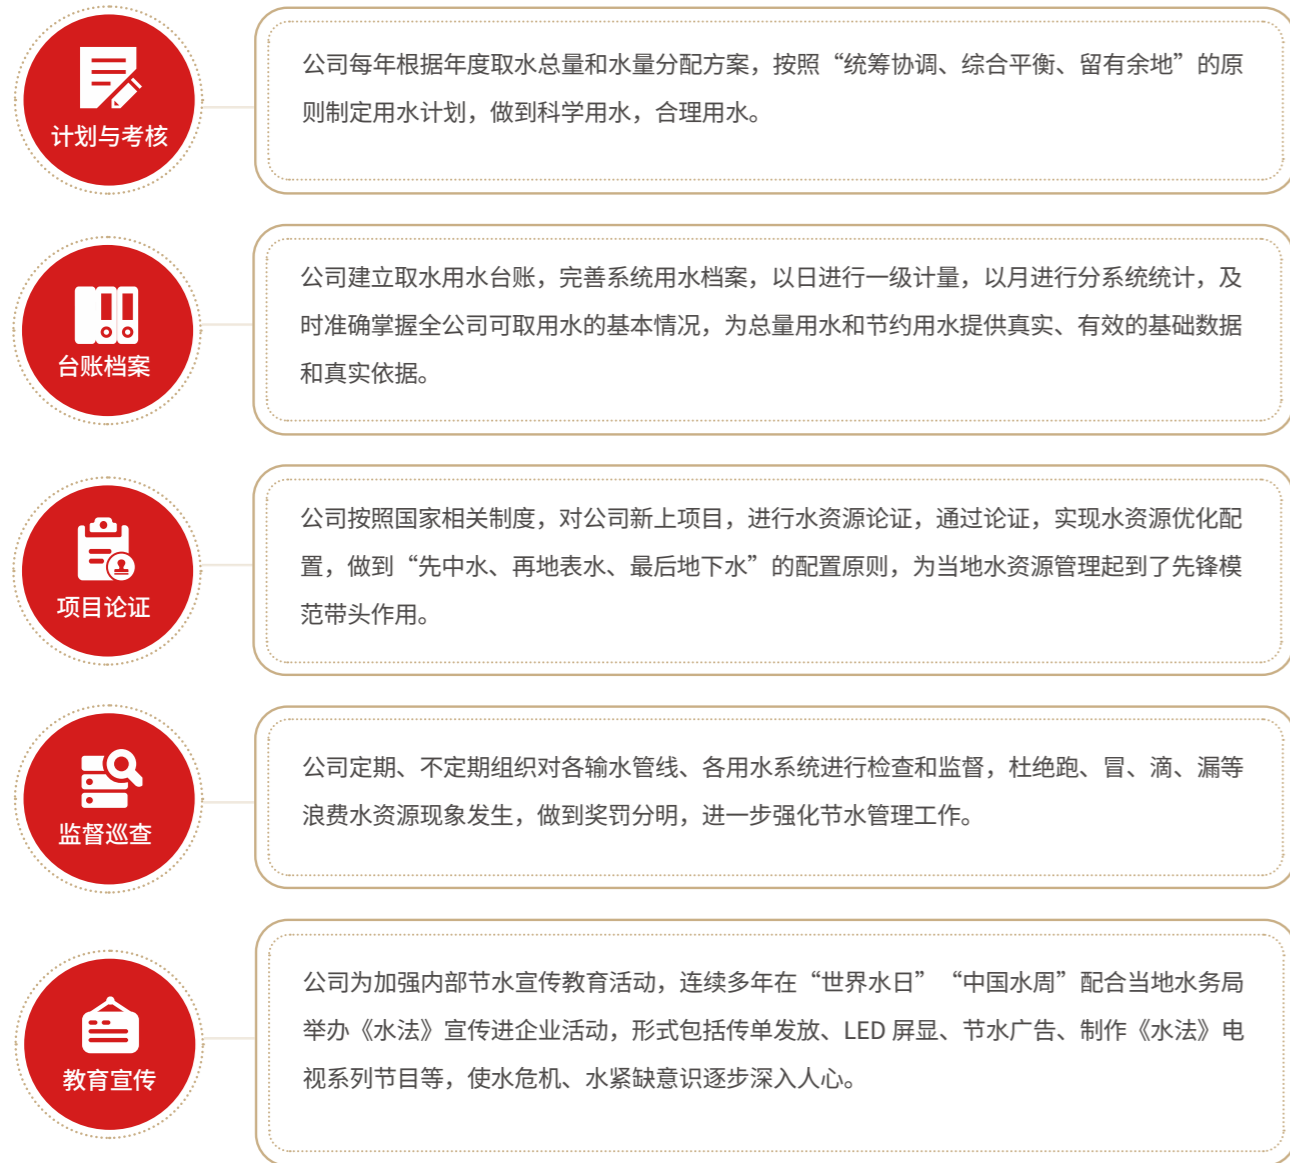 计划与考核
公司每年根据年度取水总量和水量分配方案，按照“统筹协调、综合平衡、留有余地”的原
则制定用水计划，做到科学用水，合理用水。
台账档案
公司建立取水用水台账，完善系统用水档案，以日进行一级计量，以月进行分系统统计，及
时准确掌握全公司可取用水的基本情况，为总量用水和节约用水提供真实、有效的基础数据
和真实依据。
项目论证
公司按照国家相关制度，对公司新上项目，进行水资源论证，通过论证，实现水资源优化配
置，做到“先中水、再地表水、最后地下水”的配置原则，为当地水资源管理起到了先锋模
范带头作用。
监督巡查
公司定期、不定期组织对各输水管线、各用水系统进行检查和监督，杜绝跑、冒、滴、漏等
浪费水资源现象发生，做到奖罚分明，进一步强化节水管理工作。
教育宣传
公司为加强内部节水宣传教育活动，连续多年在“世界水日”“中国水周”配合当地水务局
举办《水法》宣传进企业活动，形式包括传单发放、LED 屏显、节水广告、制作《水法》电
视系列节目等，使水危机、水紧缺意识逐步深入人心。